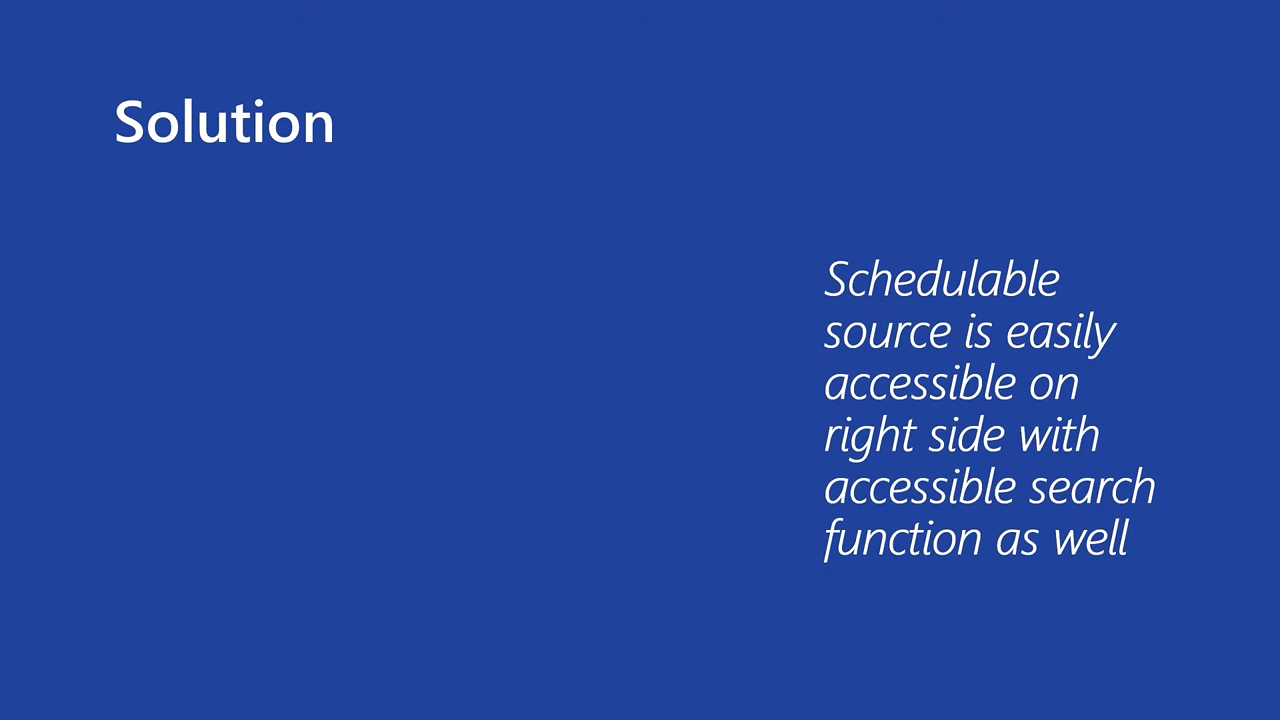 Solution
Schedulable
source is easily
accessible on
right side with
accessible search
function as well